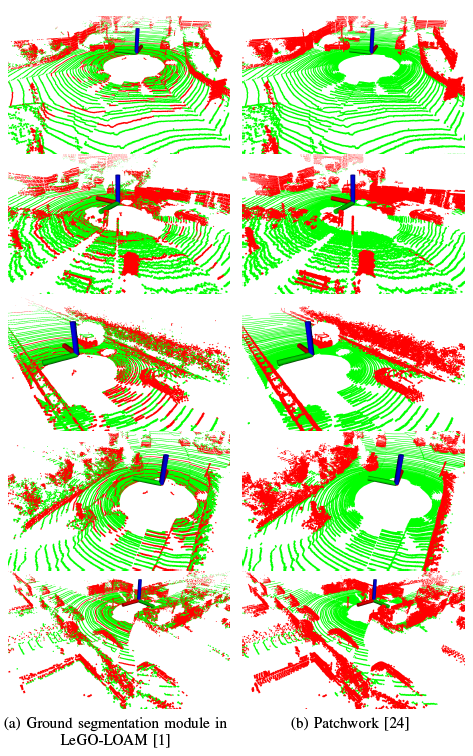 (a) Ground segmentation module in
LeGO-LOAM [1]
(b) Patchwork [24]